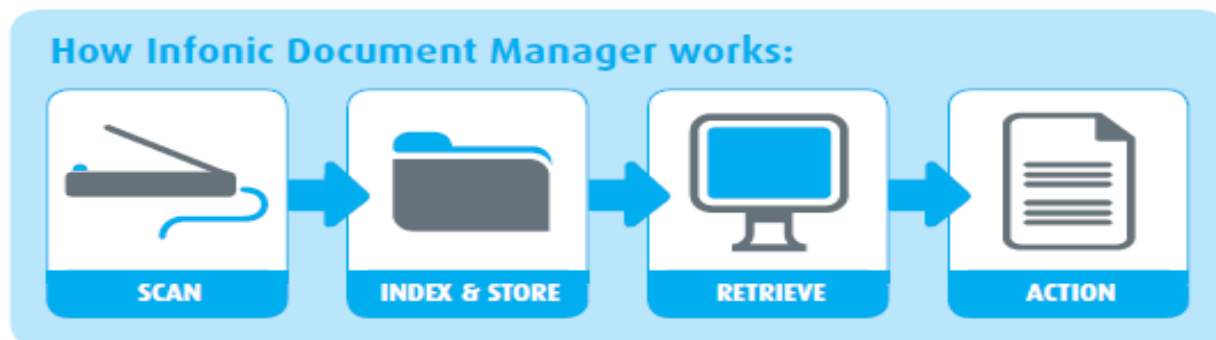 How Infonic Document Manager works:
SCAN
INDEX & STORE
RETRIEVE
ACTION